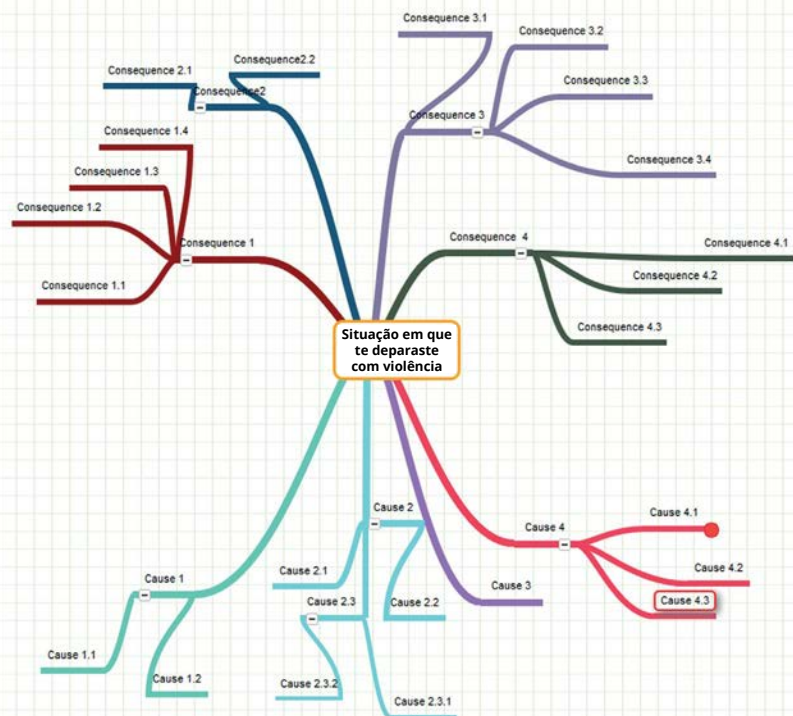 Consequence 3.1
Consequence 3.2
Consequence2.2
Consequence 2.1
Consequence 3.3
Consequence2
Consequence 3
Consequence 1.4
Consequence 3.4
Consequence 1.3
Consequence 1.2
Consequence 4
Consequence 1
Consequence 4.1
Consequence 4.2
Consequence 1.1
Consequence 4.3
Situação em que
te deparaste
com violência
Cause 2
Cause 4.1
Cause 4
Cause 4.2
Cause 2.1
Cause 1
Cause 3
Cause 2.3
Cause 2.2
Cause 4.3
Cause 1.1
Cause 1.2
Cause 2.3.2
Cause 2.3.1